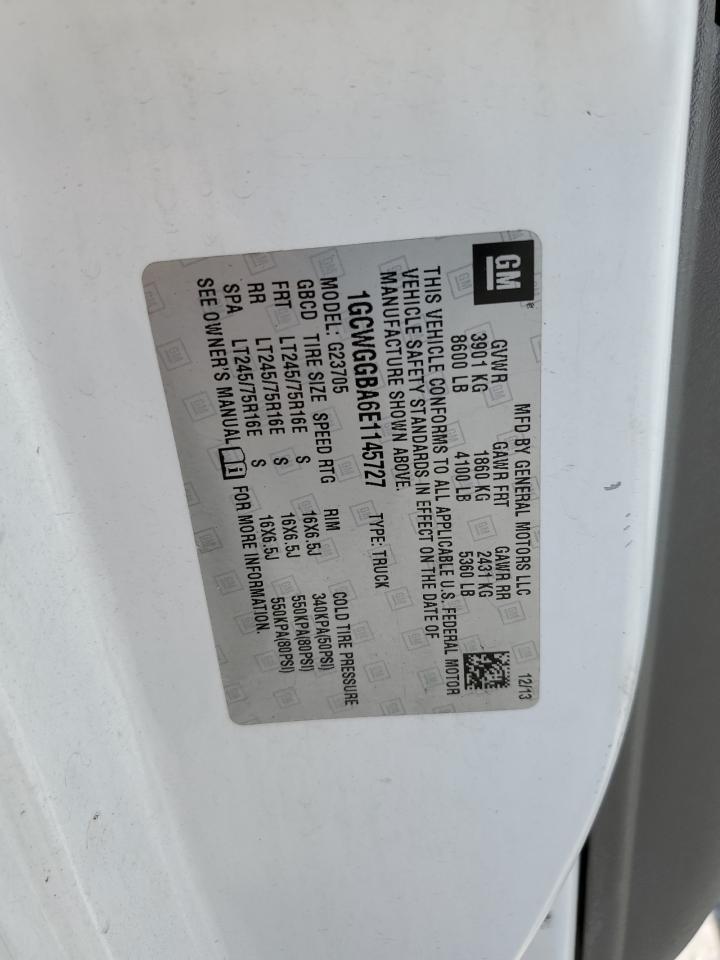 GM
MFD BY GENERAL MOTORS LLC 12/13
GVWR GAWR FRT GAWR RR
3901 KG 1860 KG 2431 KG
8600 LB 4100 LB 5360 LB
THIS VEHICLE CONFORMS TO ALL APPLICABLE U.S. FEDERAL MOTOR
VEHICLE SAFETY STANDARDS IN EFFECT ON THE DATE OF
MANUFACTURE SHOWN ABOVE.
1GCWGGBA6E1145727 TYPE: TRUCK
MODEL: G23705
GBCD TIRE SIZE SPEED RTG RIM COLD TIRE PRESSURE
FRT LT245/75R16E S 16X6.5J 340KPA(50PSI)
RR LT245/75R16E S 16X6.5J 550KPA(80PSI)
SPA LT245/75R16E S 16X6.5J 550KPA(80PSI)
SEE OWNER'S MANUAL FOR MORE INFORMATION.